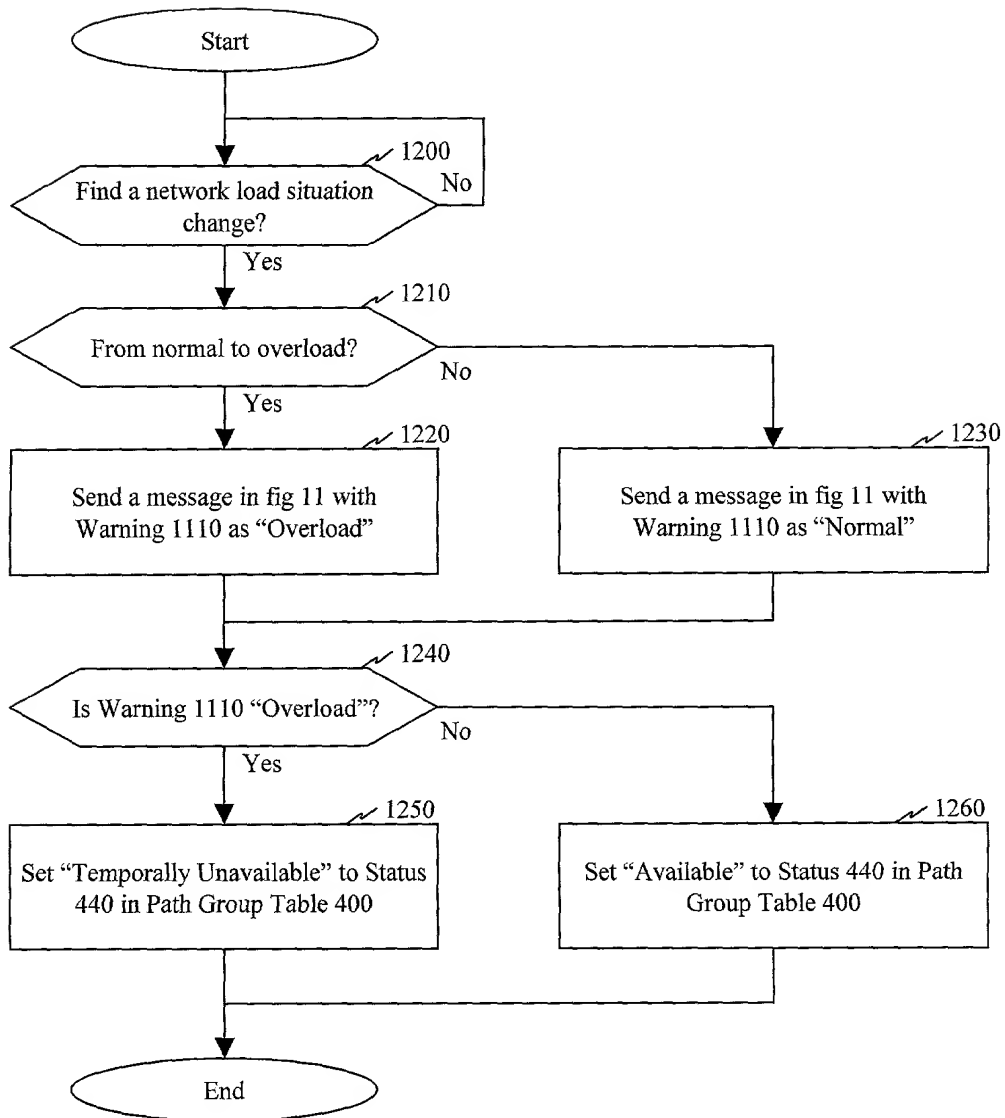 Start
1200
Find a network load situation
change?
No
Yes
1210
From normal to overload?
No
Yes
1220
Send a message in fig 11 with
Warning 1110 as “Overload”
1230
Send a message in fig 11 with
Warning 1110 as “Normal”
1240
Is Warning 1110 “Overload”?
No
Yes
1250
Set “Temporally Unavailable” to Status
440 in Path Group Table 400
1260
Set “Available” to Status 440 in Path
Group Table 400
End